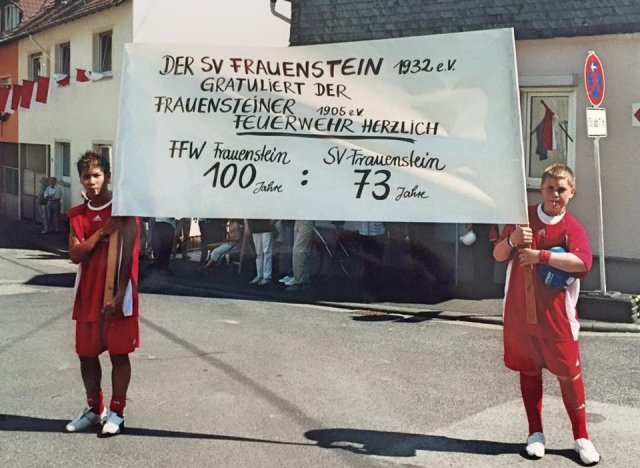 DER SV FRAUENSTEIN 1932 e.V.
GRATULIERT DER
FRAUENSTEINER 1905 e.V.
FEUERWEHR HERZLICH
FFW Frauenstein SV Frauenstein
100 Jahre : 73 Jahre